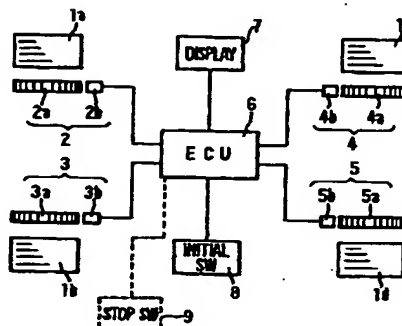 1a
7
1
DISPLAY
2a 2b
6
4b 4a
2
4
ECU
3
5
3a 3b
5b 5a
INITIAL SW
8
1b
1d
STOP SW
9